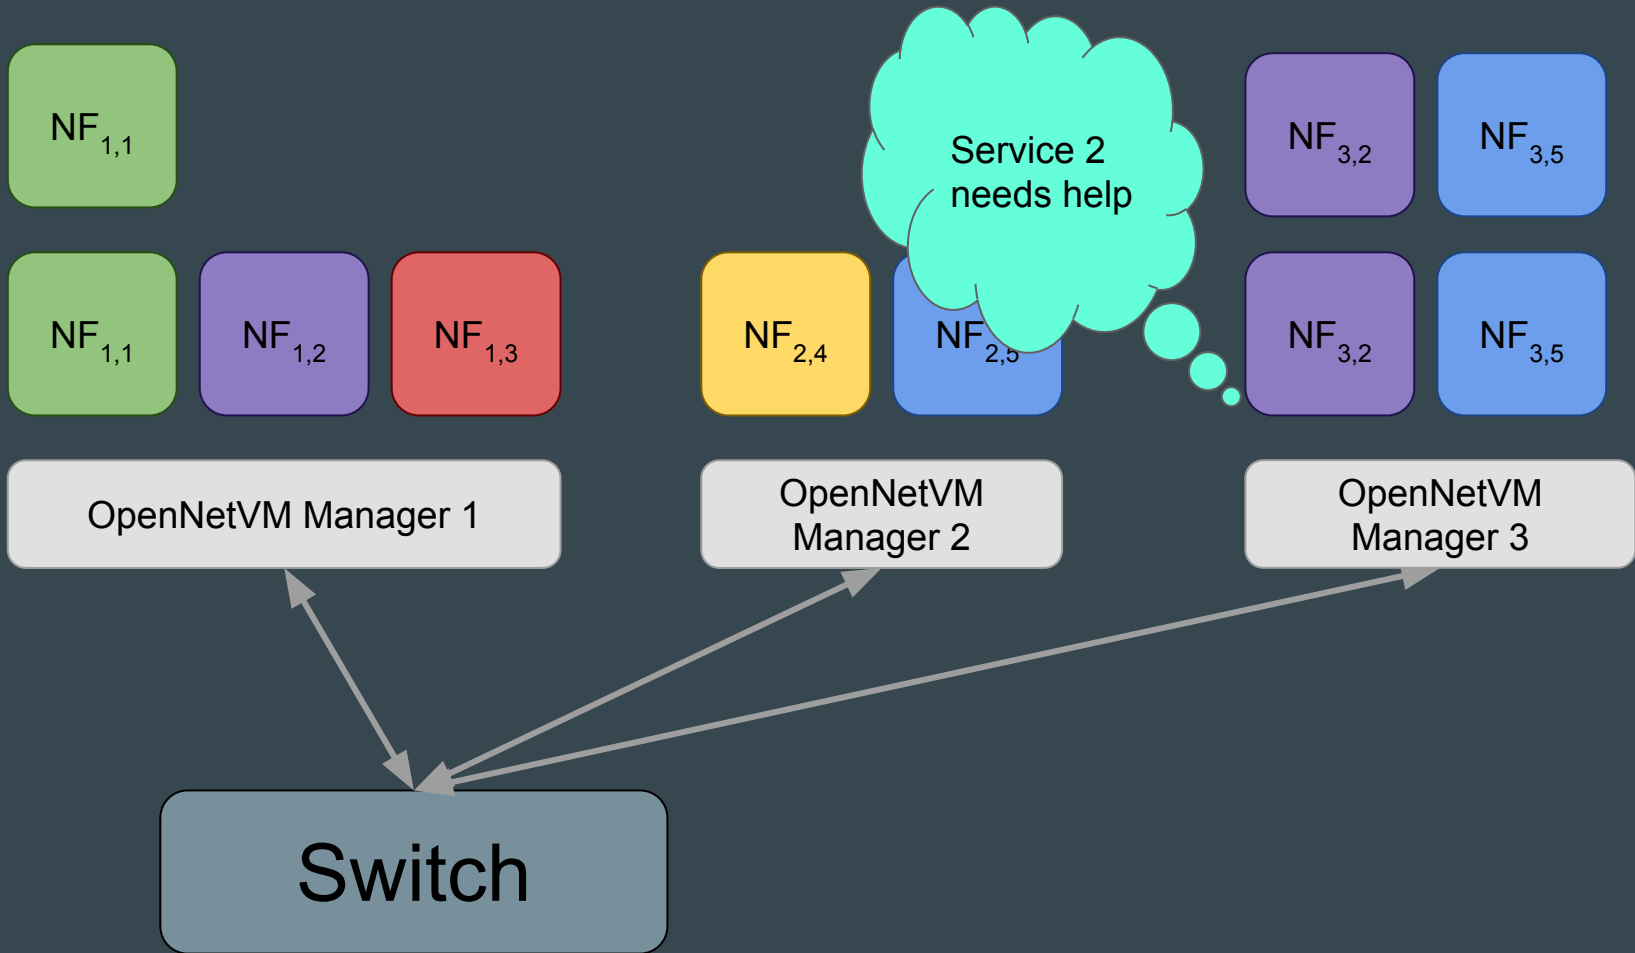 NF1,1
Service 2
needs help
NF3,2
NF3,5
NF1,1
NF1,2
NF1,3
NF2,4
NF2,5
NF3,2
NF3,5
OpenNetVM Manager 1
OpenNetVM
Manager 2
OpenNetVM
Manager 3
Switch